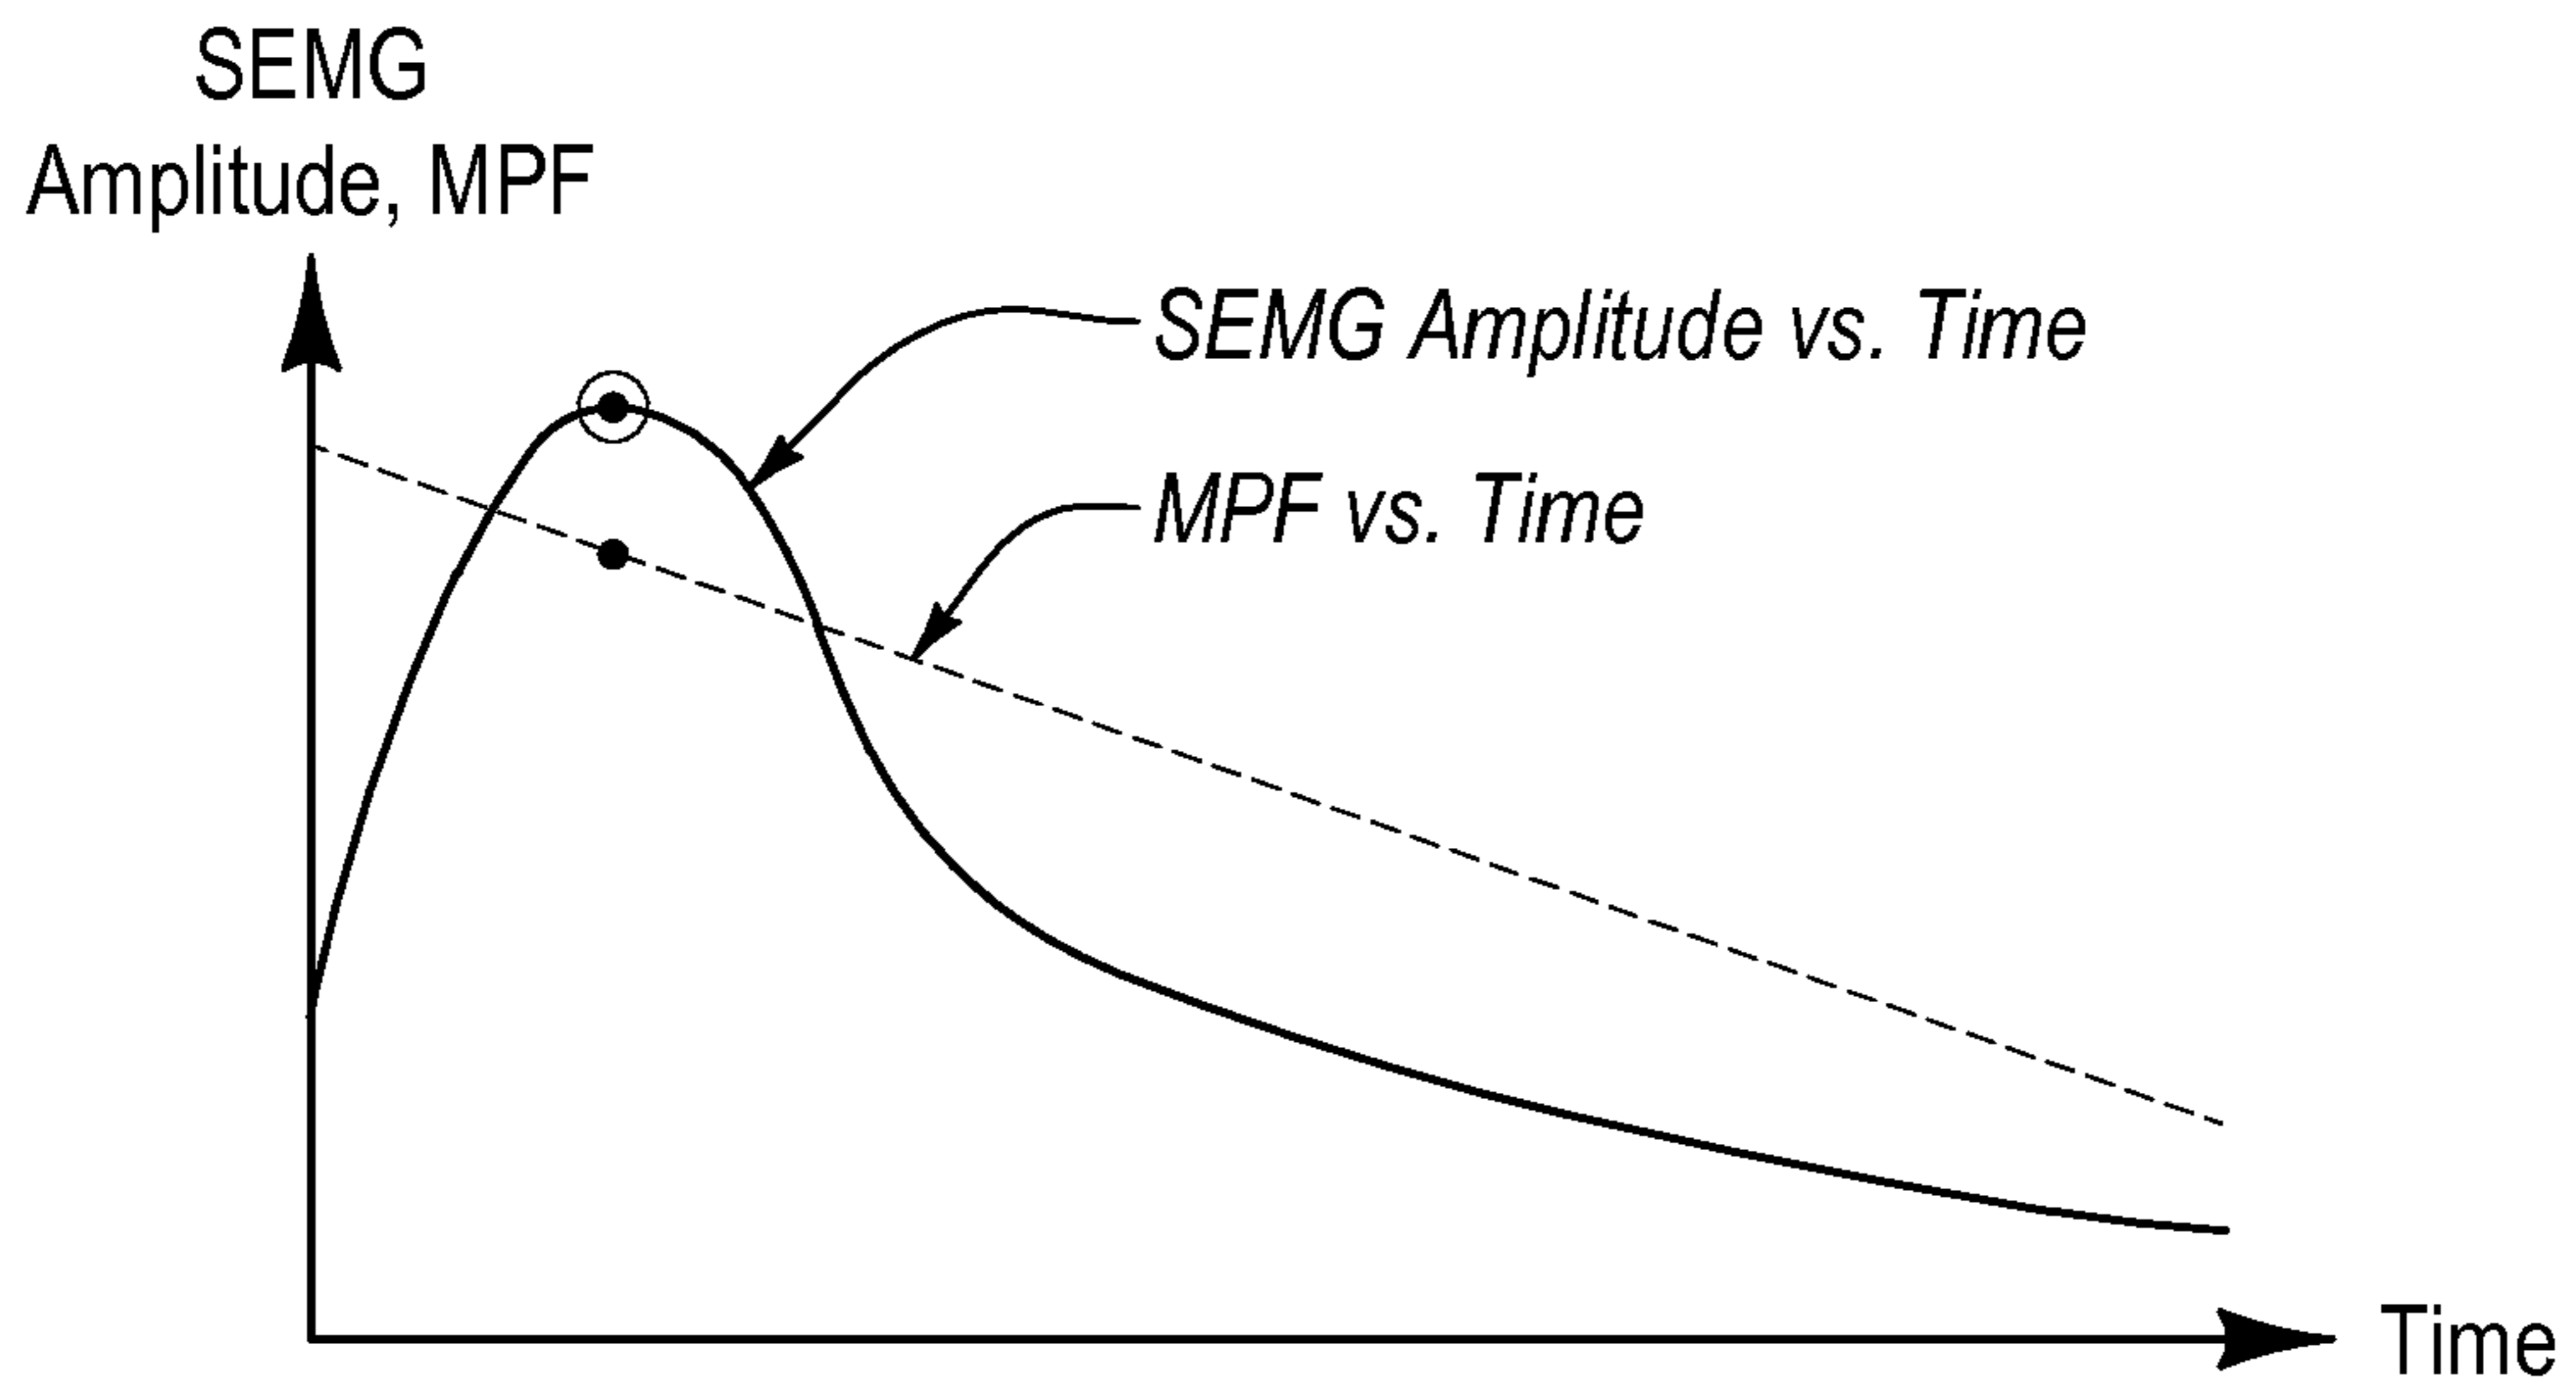 SEMG
Amplitude, MPF
SEMG Amplitude vs. Time
MPF vs. Time
Time